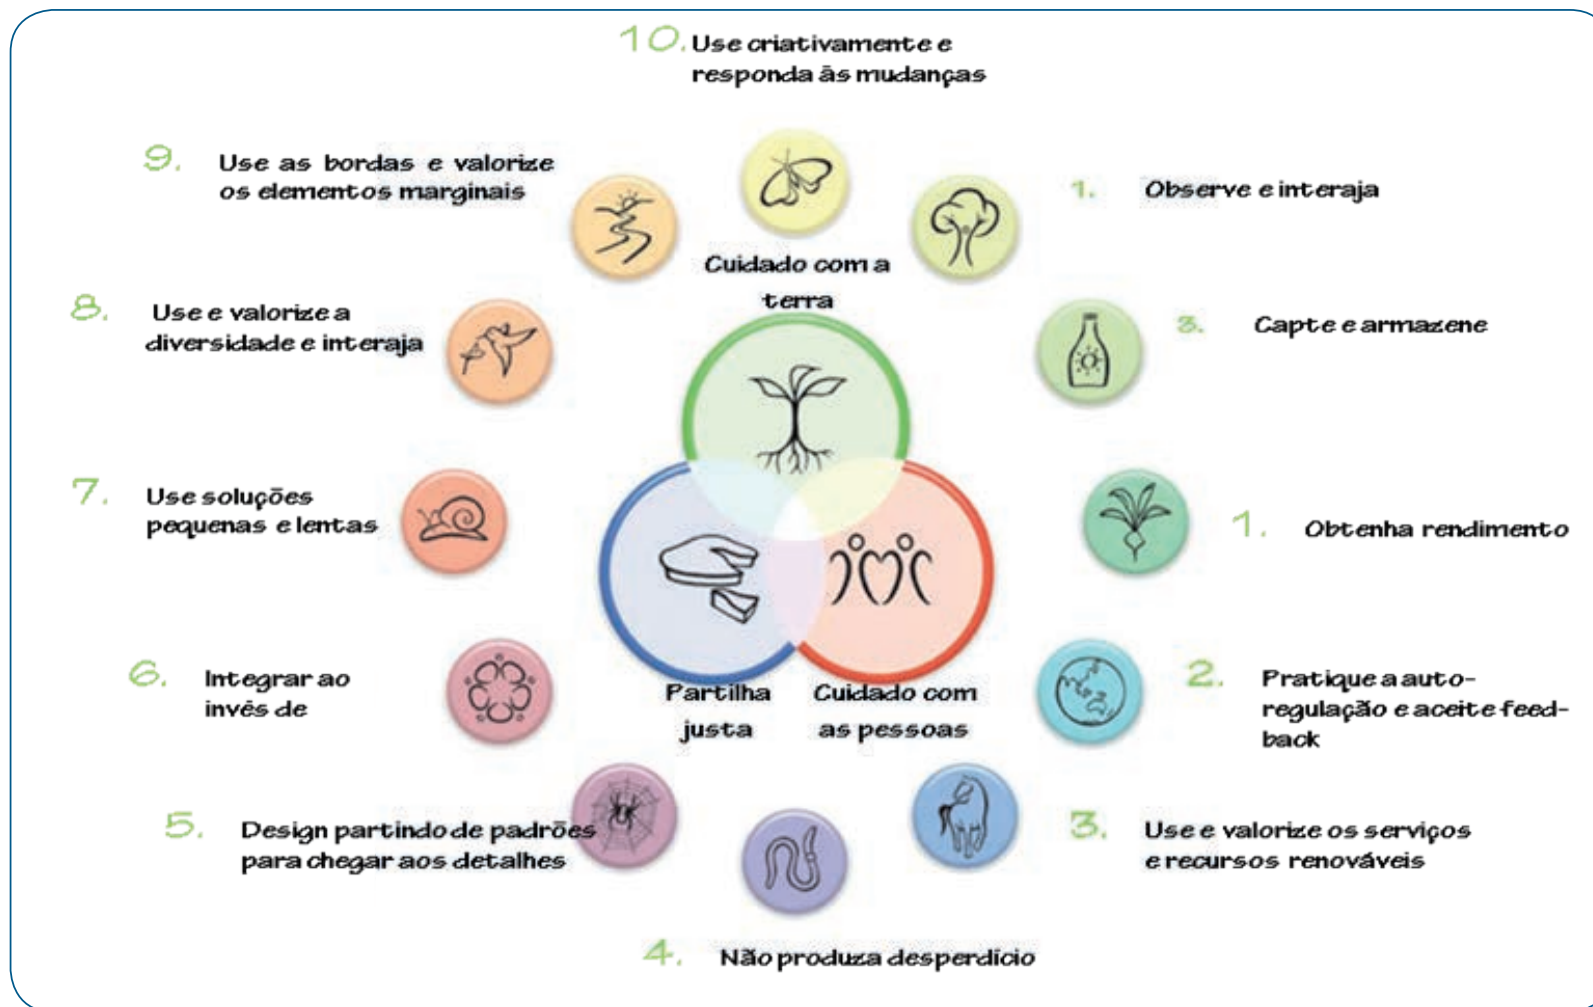 10. Use criativamente e
responda às mudanças
9. Use as bordas e valorize
os elementos marginais
1. Observe e interaja
Cuidado com a
terra
8. Use e valorize a
diversidade e interaja
3. Capte e armazene
7. Use soluções
pequenas e lentas
1. Obtenha rendimento
6. Integrar ao
invés de
2. Pratique a auto-
regulação e aceite feed-
back
Partilha
justa
Cuidado com
as pessoas
5. Design partindo de padrões
para chegar aos detalhes
3. Use e valorize os serviços
e recursos renováveis
4. Não produza desperdício